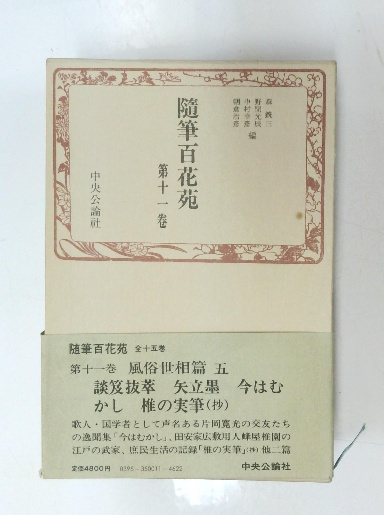 森銑三
野間光辰
中村幸彦
朝倉治彦
編
隨筆百花苑
第十一巻
中央公論社
随筆百花苑 全十五巻
第十一巻 風俗世相篇 五
談笈抜萃 矢立墨 今はむ
かし 椎の実筆(抄)
歌人・国学者として声名ある片岡寛光の交友たち
の逸聞集「今はむかし」、田安家広敷用人蜂屋椎園の
江戸の武家、庶民生活の記録「椎の実筆」(抄)他二篇
定価4800円
中央公論社